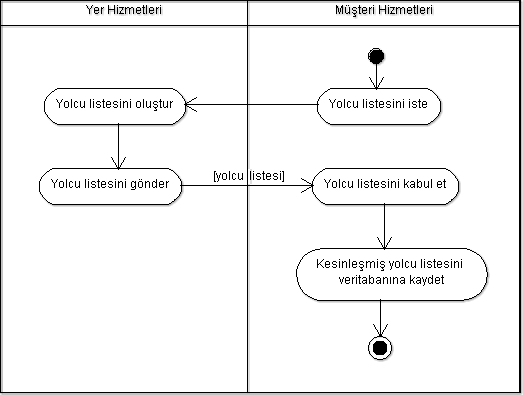 Yer Hizmetleri
Müşteri Hizmetleri
Yolcu listesini oluştur
Yolcu listesini iste
Yolcu listesini gönder
[yolcu listesi]
Yolcu listesini kabul et
Kesinleşmiş yolcu listesini
veritabanına kaydet